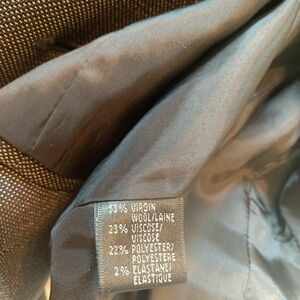 53% VIRGIN
WOOL/LAINE
23% VISCOSE/
VISCOSE
22% POLYESTER/
POLYESTERE
2% ELASTANE/
ELASTIQUE